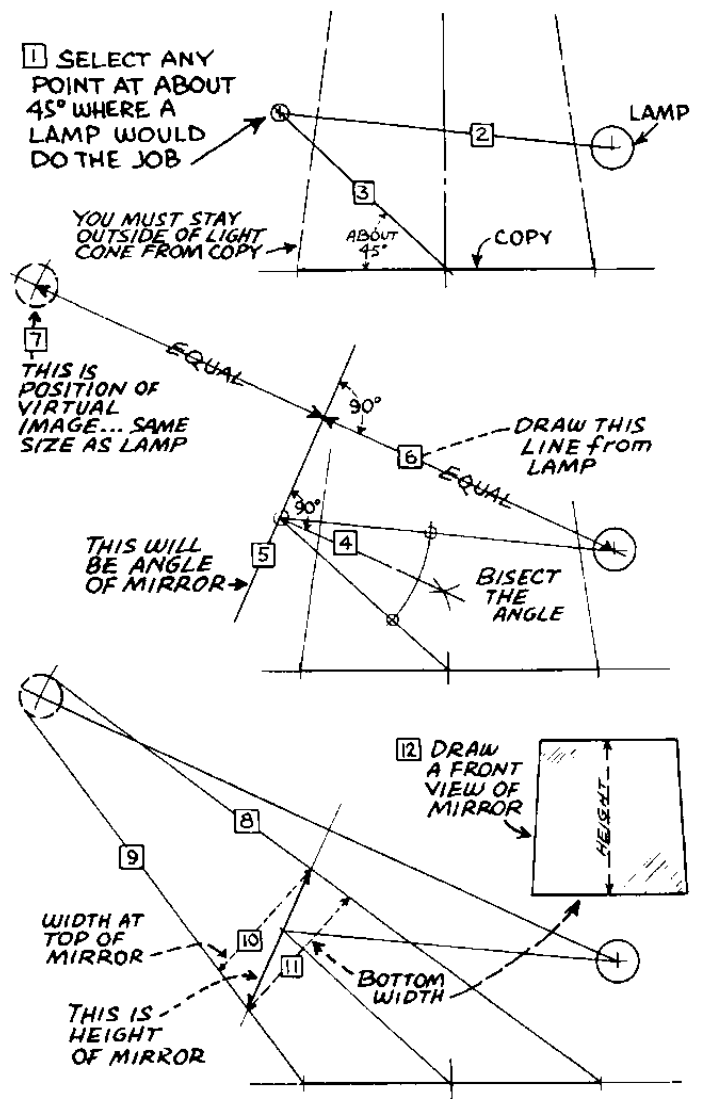 1 SELECT ANY
POINT AT ABOUT
45° WHERE A
LAMP WOULD
DO THE JOB
2
LAMP
3
YOU MUST STAY
OUTSIDE OF LIGHT
CONE FROM COPY
ABOUT
45°
COPY
7
THIS IS
POSITION OF
VIRTUAL
IMAGE... SAME
SIZE AS LAMP
EQUAL
90°
6
DRAW THIS
LINE from
LAMP
EQUAL
90°
5
4
THIS WILL
BE ANGLE
OF MIRROR
BISECT
THE
ANGLE
12 DRAW
A FRONT
VIEW OF
MIRROR
HEIGHT
8
9
WIDTH AT
TOP OF
MIRROR
10
11
BOTTOM
WIDTH
THIS IS
HEIGHT
OF MIRROR